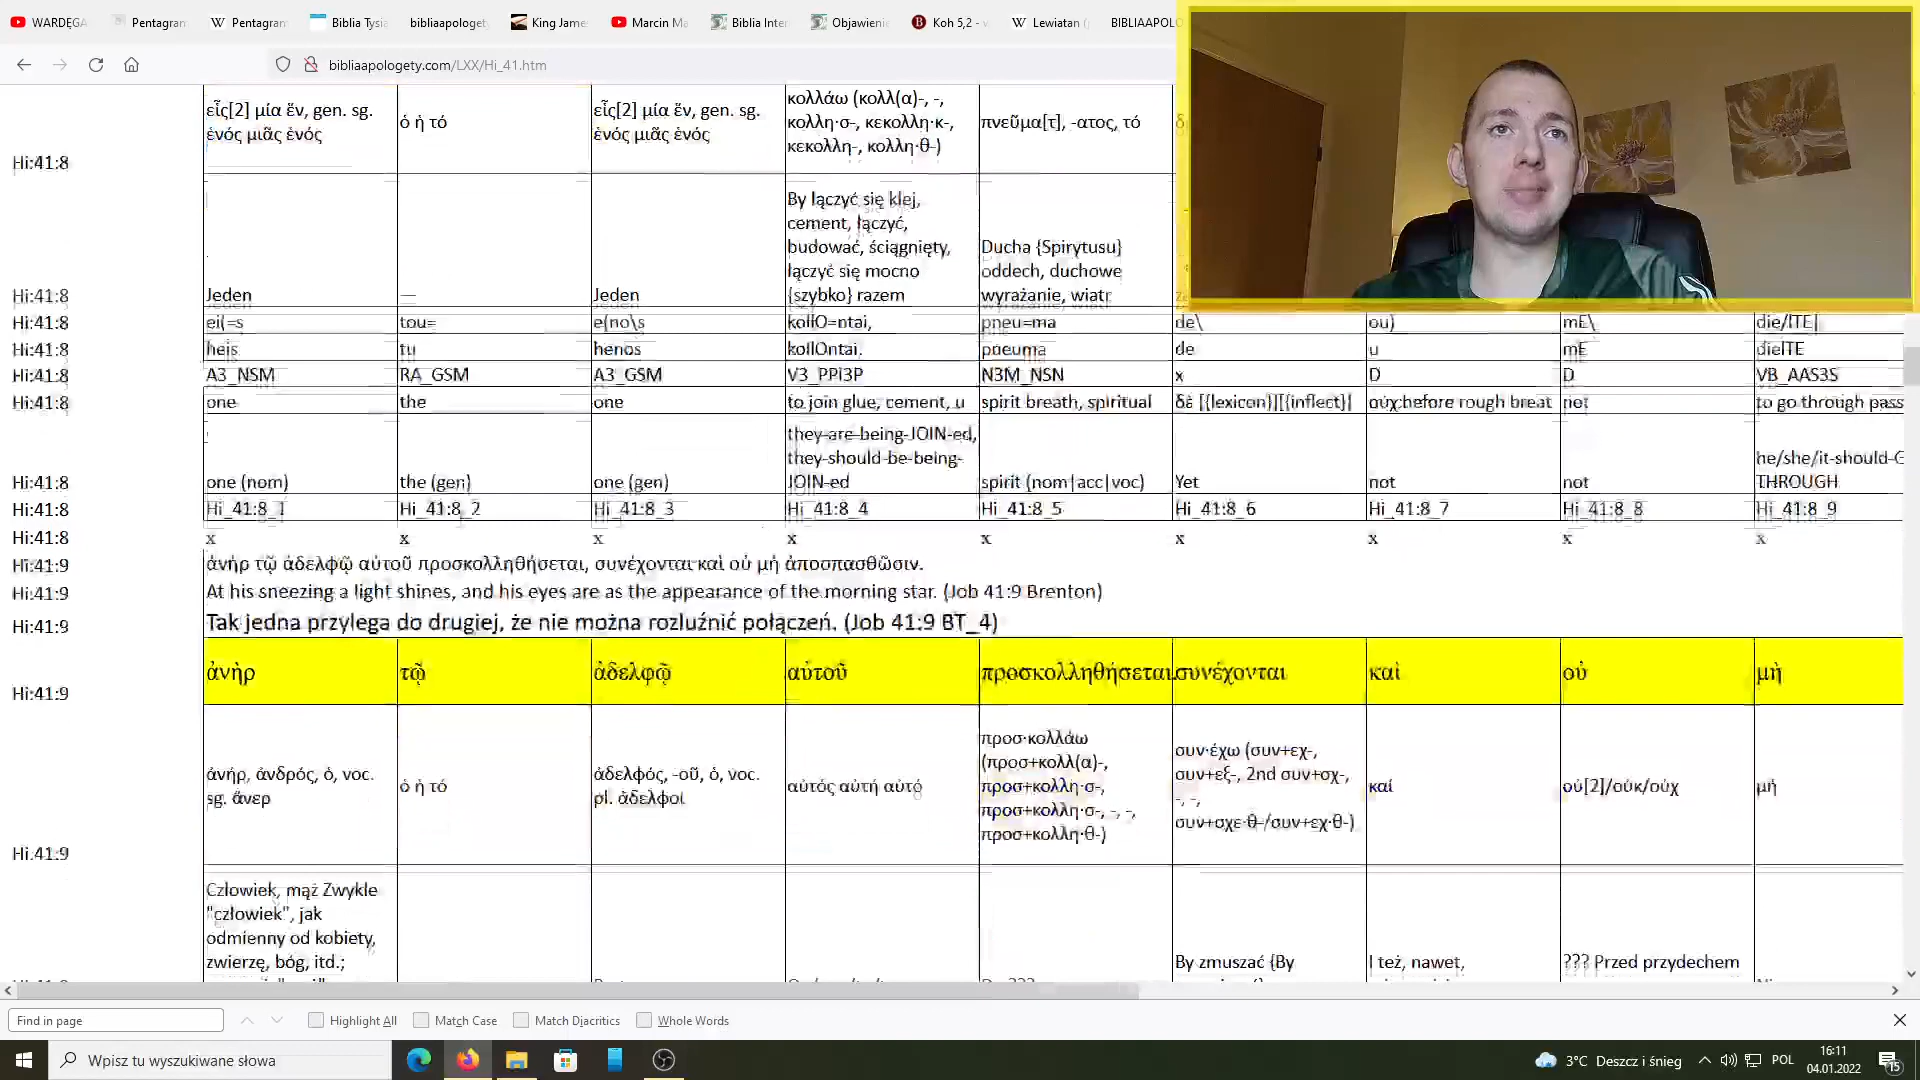 WARDĘGA
Pentagram
Pentagram
Biblia Tysią
bibliaapologety
King James
Marcin Ma
Biblia Inter
Objawienie
Koh 5,2 -
Lewiatan
BIBLIAAPOLO
bibliaapologety.com/LXX/Hi_41.htm
Hi:41:8
εἷς[2] μία ἕν, gen. sg. ἑνός μιᾶς ἑνός
ὁ ἡ τό
εἷς[2] μία ἕν, gen. sg. ἑνός μιᾶς ἑνός
κολλάω (κολλ(α)-, -, κολλη·σ-, κεκολλη·κ-, κεκολλη-, κολλη·θ-)
πνεῦμα[τ], -ατος, τό
Hi:41:8
Jeden
—
Jeden
By łączyć się klej, cement, łączyć, budować, ściągnięty, łączyć się mocno {szybko} razem
Ducha {Spirytusu} oddech, duchowe wyrażanie, wiatr
Hi:41:8
ei(=s
tou=
e(no\s
kollO=ntai,
pneu=ma
de\
ou)
mE\
die/lTE|
Hi:41:8
heis
tu
henos
kollOntai.
pneuma
de
u
mE
dielTE
Hi:41:8
A3_NSM
RA_GSM
A3_GSM
V3_PPI3P
N3M_NSN
x
D
D
VB_AAS3S
Hi:41:8
one
the
one
to join glue, cement, u
spirit breath, spiritual
δέ [{lexicon}][{inflect}]
οὐχ before rough breat
not
to go through pass
Hi:41:8
one (nom)
the (gen)
one (gen)
they-are-being-JOIN-ed, they-should-be-being-JOIN-ed
spirit (nom|acc|voc)
Yet
not
not
he/she/it-should-G THROUGH
Hi:41:8
Hi_41:8_1
Hi_41:8_2
Hi_41:8_3
Hi_41:8_4
Hi_41:8_5
Hi_41:8_6
Hi_41:8_7
Hi_41:8_8
Hi_41:8_9
Hi:41:8
x
x
x
x
x
x
x
x
x
Hi:41:9
ἀνὴρ τῷ ἀδελφῷ αὐτοῦ προσκολληθήσεται, συνέχονται καὶ οὐ μὴ ἀποσπασθῶσιν.
Hi:41:9
At his sneezing a light shines, and his eyes are as the appearance of the morning star. (Job 41:9 Brenton)
Hi:41:9
Tak jedna przylega do drugiej, że nie można rozluźnić połączeń. (Job 41:9 BT_4)
Hi:41:9
ἀνὴρ
τῷ
ἀδελφῷ
αὐτοῦ
προσκολληθήσεται,
συνέχονται
καὶ
οὐ
μὴ
Hi:41:9
ἀνήρ, ἀνδρός, ὁ, voc. sg. ἄνερ
ὁ ἡ τό
ἀδελφός, -οῦ, ὁ, voc. pl. ἀδελφοί
αὐτός αὐτή αὐτό
προσ·κολλάω (προσ+κολλ(α)-, προσ+κολλη·σ-, προσ+κολλη·σ-, -, -, προσ+κολλη·θ-)
συν·έχω (συν+εχ-, συν+εξ-, 2nd συν+σχ-, -, -, συν+σχε·θ-/συν+εχ·θ-)
καί
οὐ[2]/οὐκ/οὐχ
μή
Człowiek, mąż Zwykle "człowiek", jak odmienny od kobiety, zwierzę, bóg, itd.;
By zmuszać {By
I też, nawet,
??? Przed przydechem
Find in page
Highlight All
Match Case
Match Diacritics
Whole Words
Wpisz tu wyszukiwane słowa
3°C Deszcz i śnieg
POL
16:11
04.01.2022
15